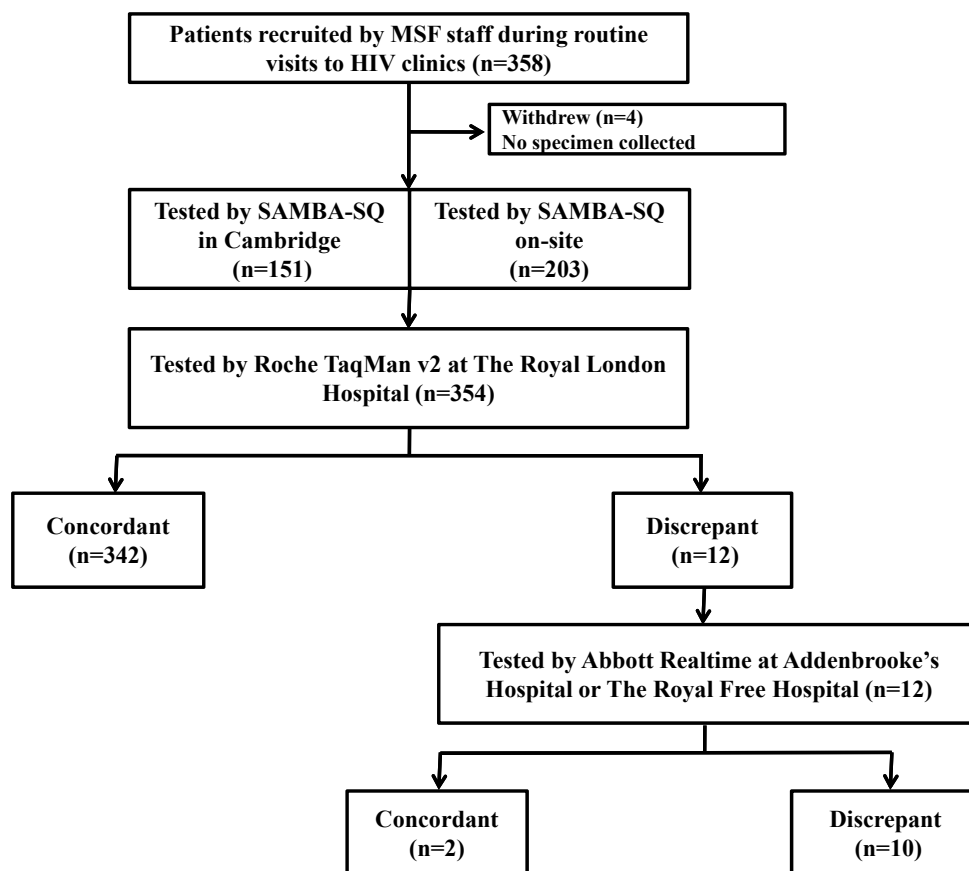 Patients recruited by MSF staff during routine
visits to HIV clinics (n=358)
Withdrew (n=4)
No specimen collected
Tested by SAMBA-SQ
in Cambridge
(n=151)
Tested by SAMBA-SQ
on-site
(n=203)
Tested by Roche TaqMan v2 at The Royal London
Hospital (n=354)
Concordant
(n=342)
Discrepant
(n=12)
Tested by Abbott Realtime at Addenbrooke’s
Hospital or The Royal Free Hospital (n=12)
Concordant
(n=2)
Discrepant
(n=10)